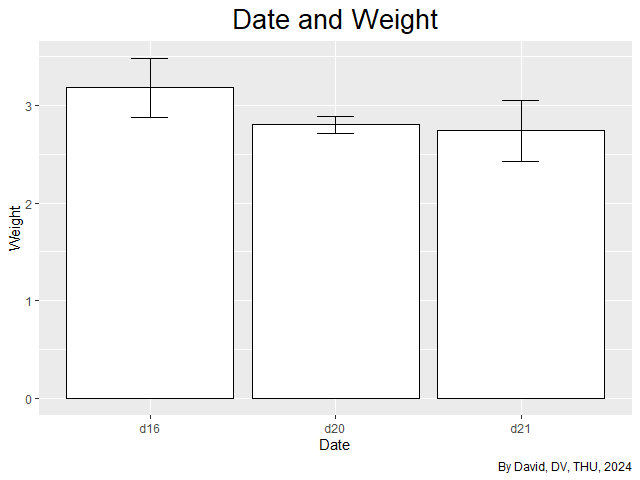 Date and Weight
3
2
1
0
Weight
d16 d20 d21
Date
By David, DV, THU, 2024